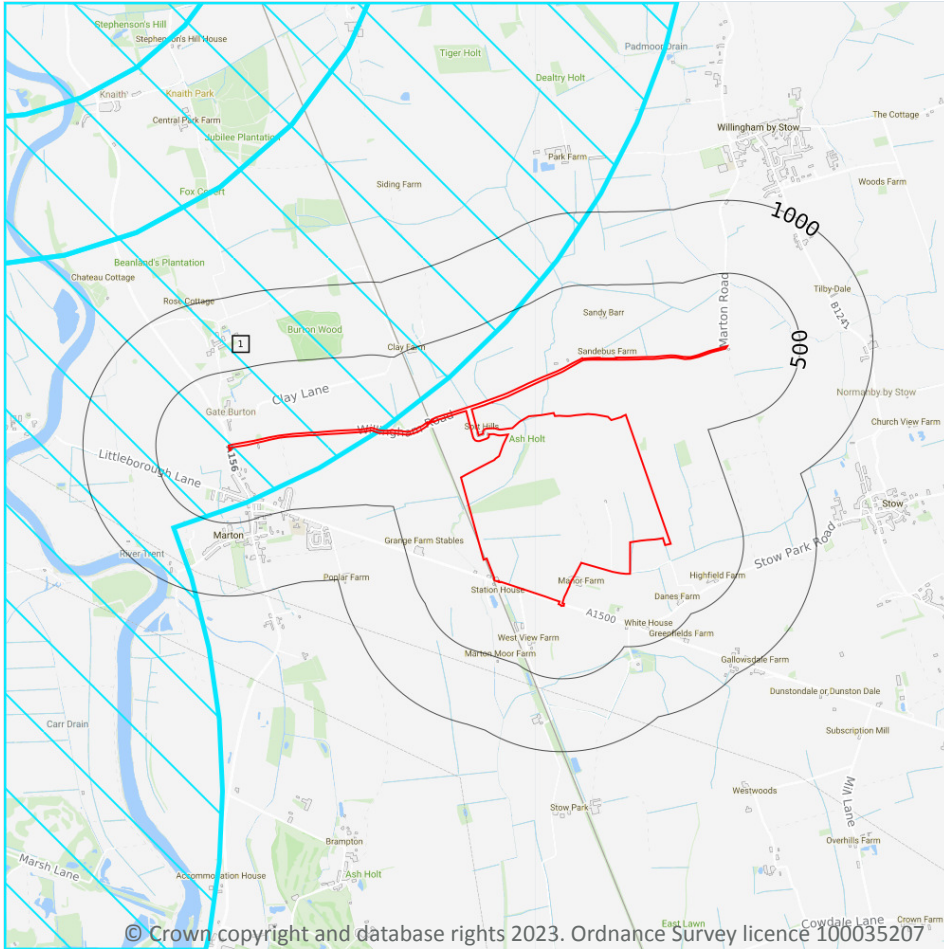 Stephenson's Hill
Stephenson's Hill House
Tiger Holt
Padmoor Drain
Dealtry Holt
Knaith
Knaith Park
Central Park Farm
The Cottage
Willingham by Stow
Jubilee Plantation
Park Farm
Siding Farm
Woods Farm
Fox Covert
1000
Beanland's Plantation
Chateau Cottage
Tilby Dale
Rose Cottage
Marton Road
B1241
Sandy Barr
Burton Wood
1
Clay Farm
Sandebus Farm
500
Clay Lane
Normanby by Stow
Gate Burton
Willingham Road
Church View Farm
Ash Holt
A156
Littleborough Lane
Stow
Marton
Stow Park Road
Grange Farm Stables
River Trent
Poplar Farm
Manor Farm
Highfield Farm
Station House
Danes Farm
A1500
White House
Greenfields Farm
West View Farm
Marton Moor Farm
Gallowsdale Farm
Dunstondale or Dunston Dale
Carr Drain
Subscription Mill
Westwoods
Mill Lane
Stow Park
Brampton
Overhills Farm
Marsh Lane
Accommodation House
Ash Holt
East Lawn
Cowdale Lane
Crown Farm
© Crown copyright and database rights 2023. Ordnance Survey licence 100035207